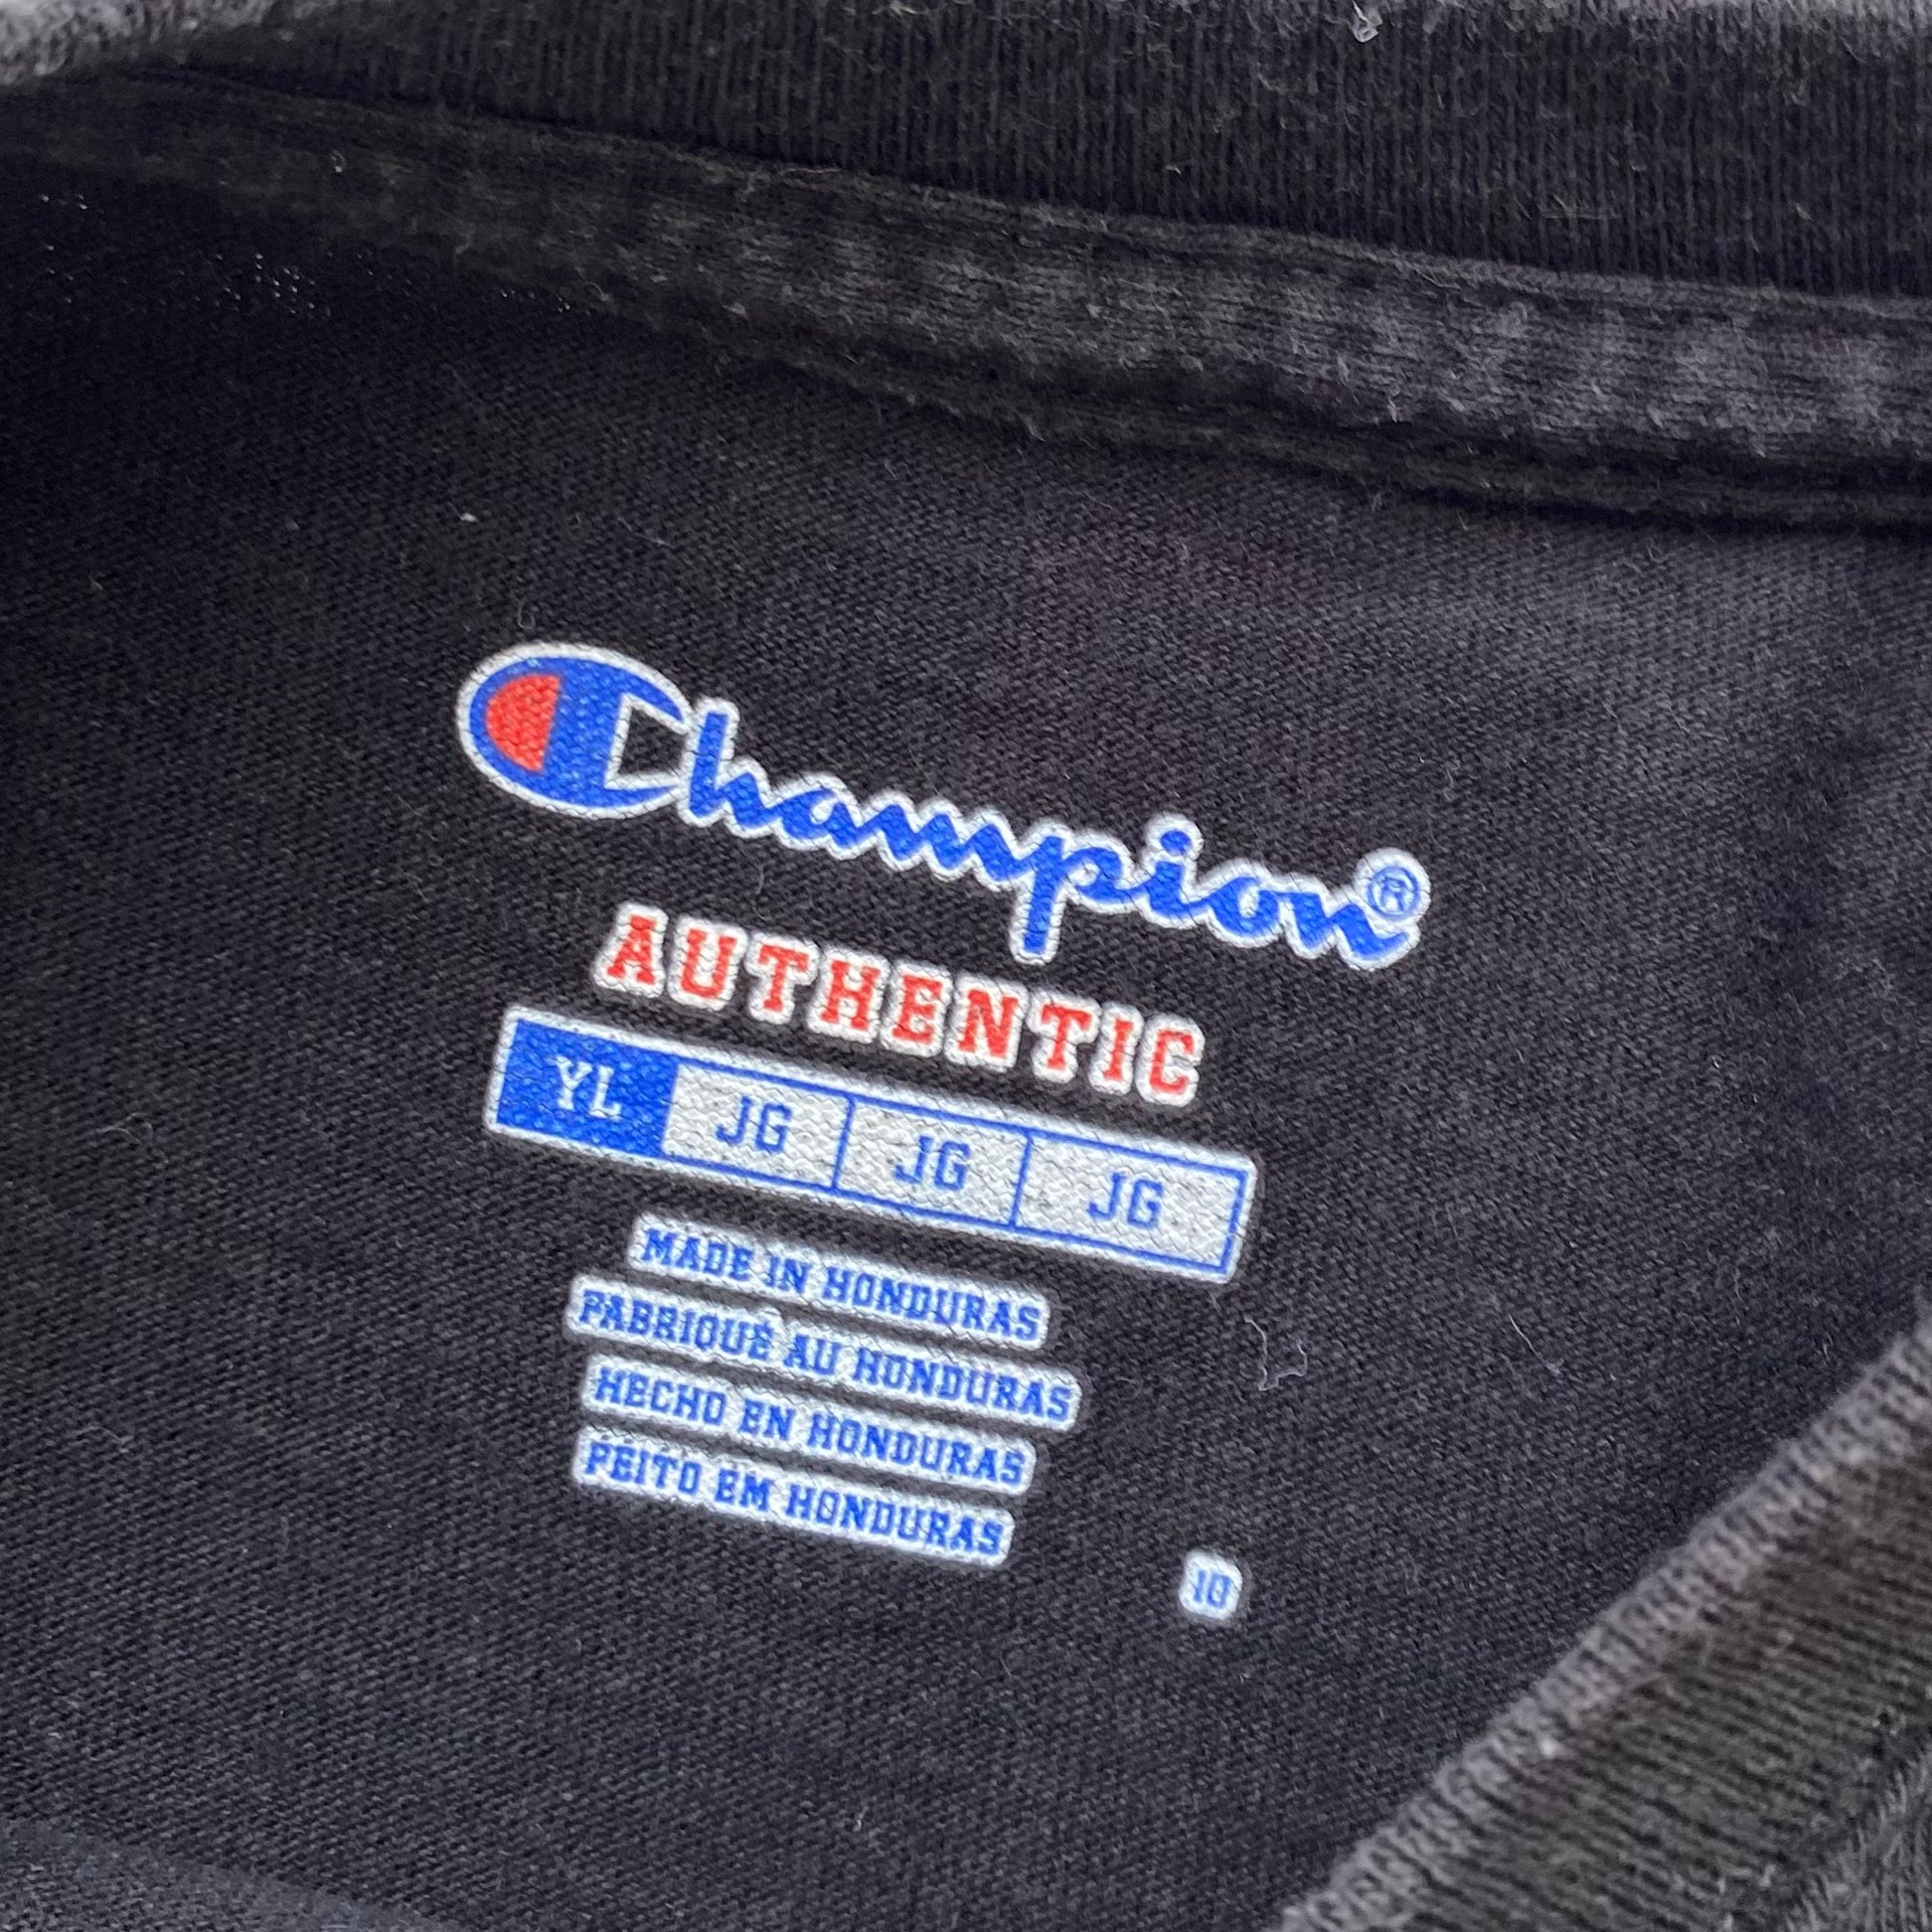 Champion®
AUTHENTIC
YL JG JG JG
MADE IN HONDURAS
FABRIQUÉ AU HONDURAS
HECHO EN HONDURAS
FEITO EM HONDURAS
10